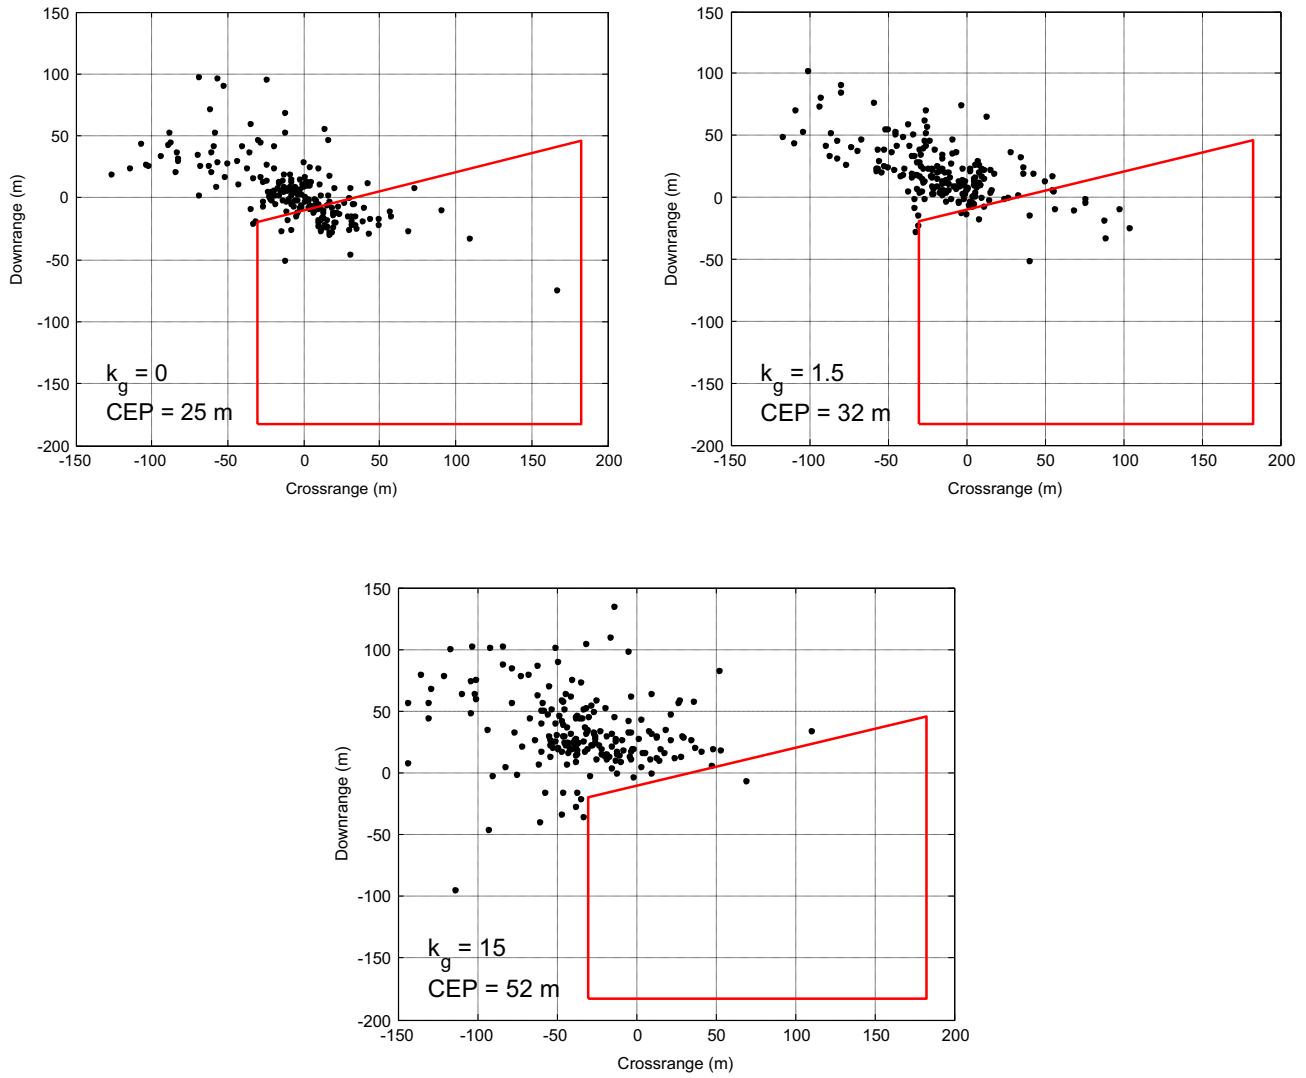 150
100
50
0
-50
-100
-150
-200
Downrange (m)
k_g = 0
CEP = 25 m
-150 -100 -50 0 50 100 150 200
Crossrange (m)
150
100
50
0
-50
-100
-150
-200
Downrange (m)
k_g = 1.5
CEP = 32 m
-150 -100 -50 0 50 100 150 200
Crossrange (m)
150
100
50
0
-50
-100
-150
-200
Downrange (m)
k_g = 15
CEP = 52 m
-150 -100 -50 0 50 100 150 200
Crossrange (m)